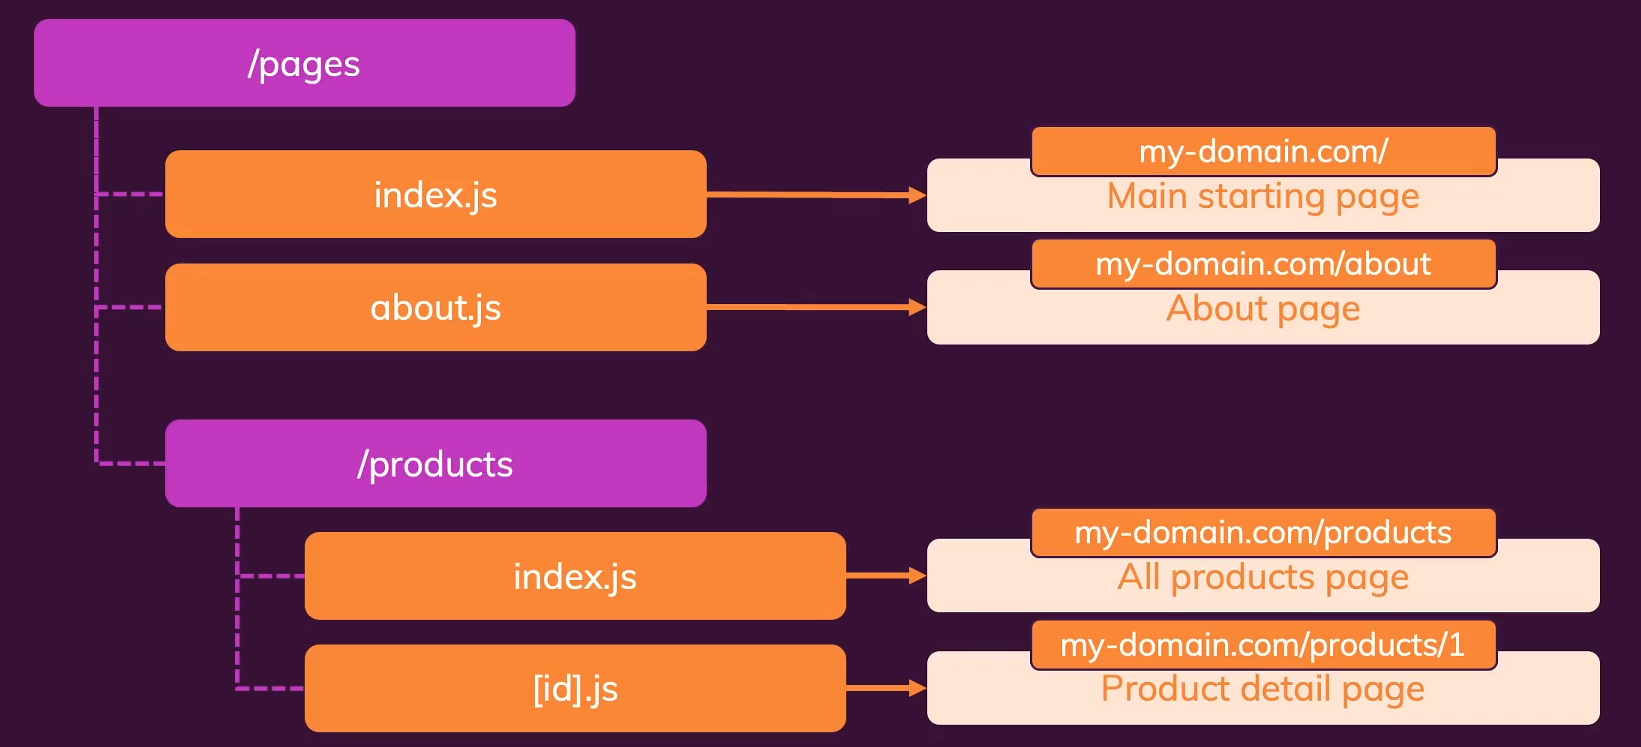 /pages
index.js
my-domain.com/
Main starting page
about.js
my-domain.com/about
About page
/products
index.js
my-domain.com/products
All products page
[id].js
my-domain.com/products/1
Product detail page